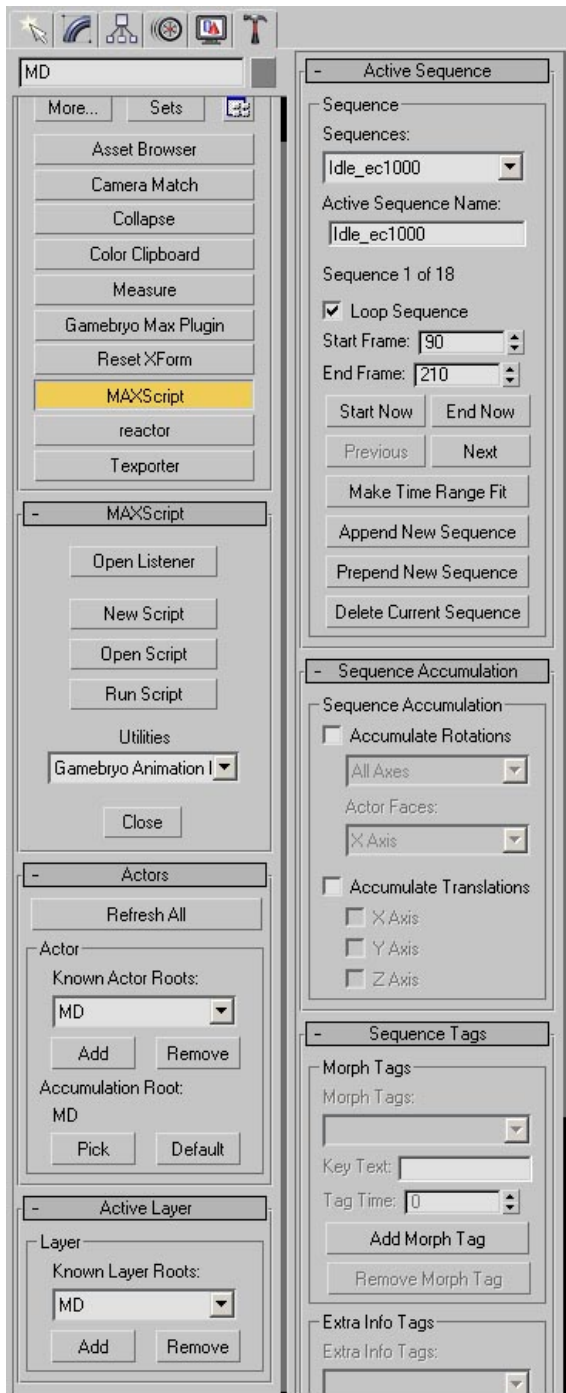 MD
More... Sets
Asset Browser
Camera Match
Collapse
Color Clipboard
Measure
Gamebryo Max Plugin
Reset XForm
MAXScript
reactor
Texporter
- MAXScript
Open Listener
New Script
Open Script
Run Script
Utilities
Gamebryo Animation I
Close
- Actors
Refresh All
Actor
Known Actor Roots:
MD
Add Remove
Accumulation Root:
MD
Pick Default
- Active Layer
Layer
Known Layer Roots:
MD
Add Remove
- Active Sequence
Sequence
Sequences:
Idle_ec1000
Active Sequence Name:
Idle_ec1000
Sequence 1 of 18
Loop Sequence
Start Frame: 90
End Frame: 210
Start Now End Now
Previous Next
Make Time Range Fit
Append New Sequence
Prepend New Sequence
Delete Current Sequence
- Sequence Accumulation
Sequence Accumulation
Accumulate Rotations
All Axes
Actor Faces:
X Axis
Accumulate Translations
X Axis
Y Axis
Z Axis
- Sequence Tags
Morph Tags
Morph Tags:
Key Text:
Tag Time: 0
Add Morph Tag
Remove Morph Tag
Extra Info Tags
Extra Info Tags: